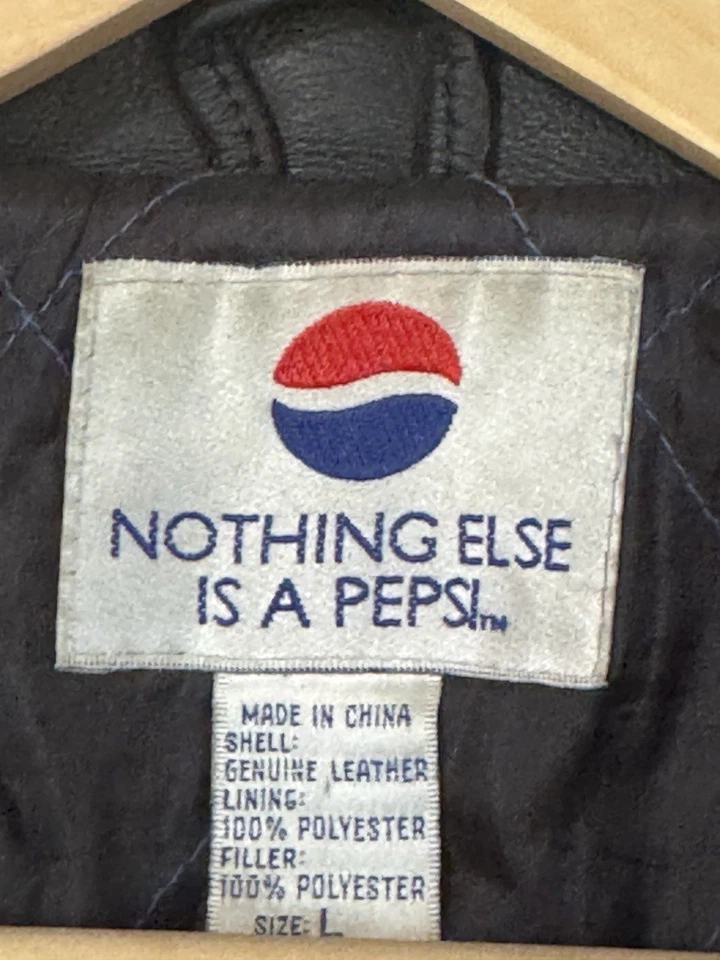 NOTHING ELSE
IS A PEPSI™
MADE IN CHINA
SHELL:
GENUINE LEATHER
LINING:
100% POLYESTER
FILLER:
100% POLYESTER
SIZE: L